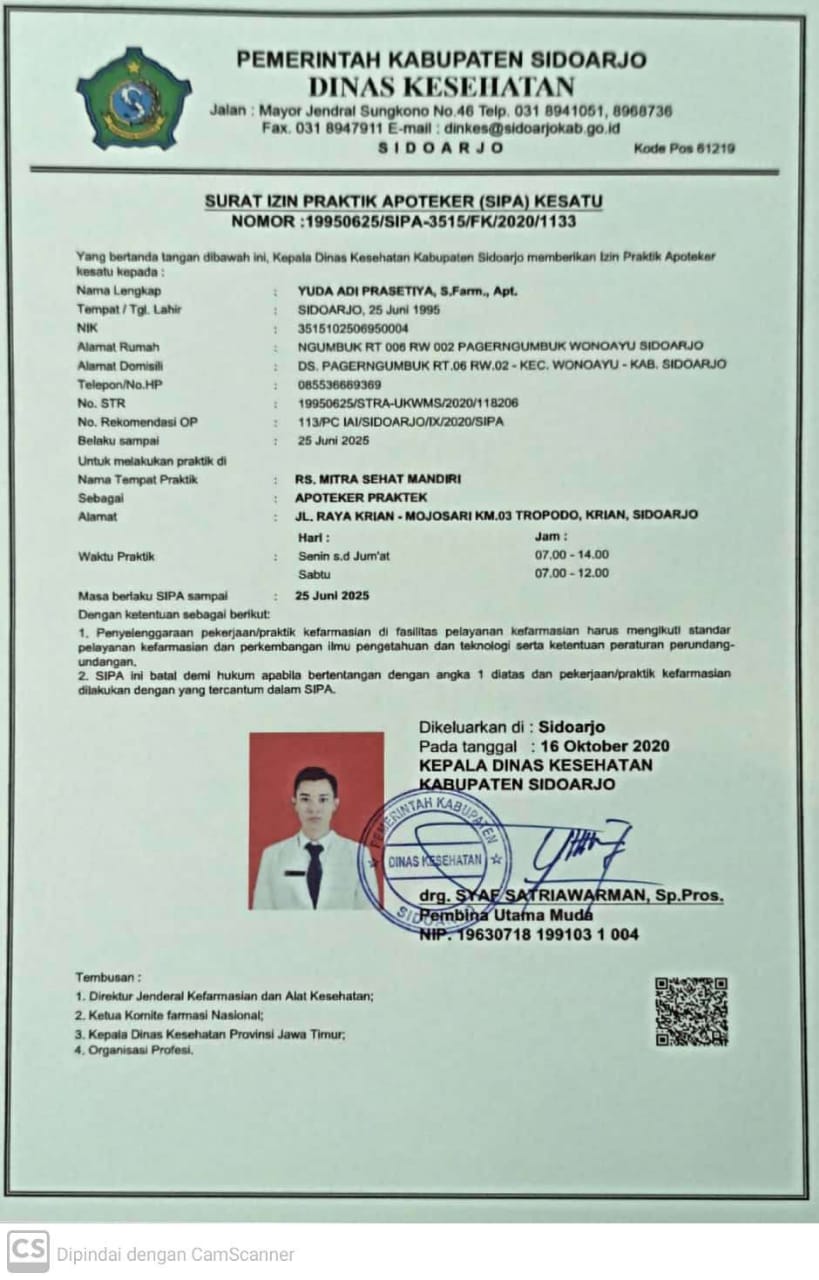 PEMERINTAH KABUPATEN SIDOARJO
DINAS KESEHATAN
Jalan : Mayor Jendral Sungkono No.46 Telp. 031 8941051, 8968736
Fax. 031 8947911 E-mail : dinkes@sidoarjokab.go.id
S I D O A R J O Kode Pos 61219
SURAT IZIN PRAKTIK APOTEKER (SIPA) KESATU
NOMOR :19950625/SIPA-3515/FK/2020/1133
Yang bertanda tangan dibawah ini, Kepala Dinas Kesehatan Kabupaten Sidoarjo memberikan Izin Praktik Apoteker
kesatu kepada :
Nama Lengkap : YUDA ADI PRASETIYA, S.Farm., Apt.
Tempat / Tgl. Lahir : SIDOARJO, 25 Juni 1995
NIK : 3515102506950004
Alamat Rumah : NGUMBUK RT 006 RW 002 PAGERNGUMBUK WONOAYU SIDOARJO
Alamat Domisili : DS. PAGERNGUMBUK RT.06 RW.02 - KEC. WONOAYU - KAB. SIDOARJO
Telepon/No.HP : 085536669369
No. STR : 19950625/STRA-UKWMS/2020/118206
No. Rekomendasi OP : 113/PC IAI/SIDOARJO/IX/2020/SIPA
Belaku sampai : 25 Juni 2025
Untuk melakukan praktik di
Nama Tempat Praktik : RS. MITRA SEHAT MANDIRI
Sebagai : APOTEKER PRAKTEK
Alamat : JL. RAYA KRIAN - MOJOSARI KM.03 TROPODO, KRIAN, SIDOARJO
Hari : Jam :
Waktu Praktik : Senin s.d Jum'at 07.00 - 14.00
Sabtu 07.00 - 12.00
Masa berlaku SIPA sampai : 25 Juni 2025
Dengan ketentuan sebagai berikut:
1. Penyelenggaraan pekerjaan/praktik kefarmasian di fasilitas pelayanan kefarmasian harus mengikuti standar
pelayanan kefarmasian dan perkembangan ilmu pengetahuan dan teknologi serta ketentuan peraturan perundang-
undangan.
2. SIPA ini batal demi hukum apabila bertentangan dengan angka 1 diatas dan pekerjaan/praktik kefarmasian
dilakukan dengan yang tercantum dalam SIPA.
Dikeluarkan di : Sidoarjo
Pada tanggal : 16 Oktober 2020
KEPALA DINAS KESEHATAN
KABUPATEN SIDOARJO
PEMERINTAH KABUPATEN
DINAS KESEHATAN
SIDOARJO
drg. SYAF SATRIAWARMAN, Sp.Pros.
Pembina Utama Muda
NIP. 19630718 199103 1 004
Tembusan :
1. Direktur Jenderal Kefarmasian dan Alat Kesehatan;
2. Ketua Komite farmasi Nasional;
3. Kepala Dinas Kesehatan Provinsi Jawa Timur;
4. Organisasi Profesi.
CS Dipindai dengan CamScanner